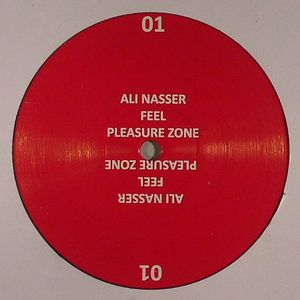 01
ALI NASSER
FEEL
PLEASURE ZONE
PLEASURE ZONE
FEEL
ALI NASSER
01